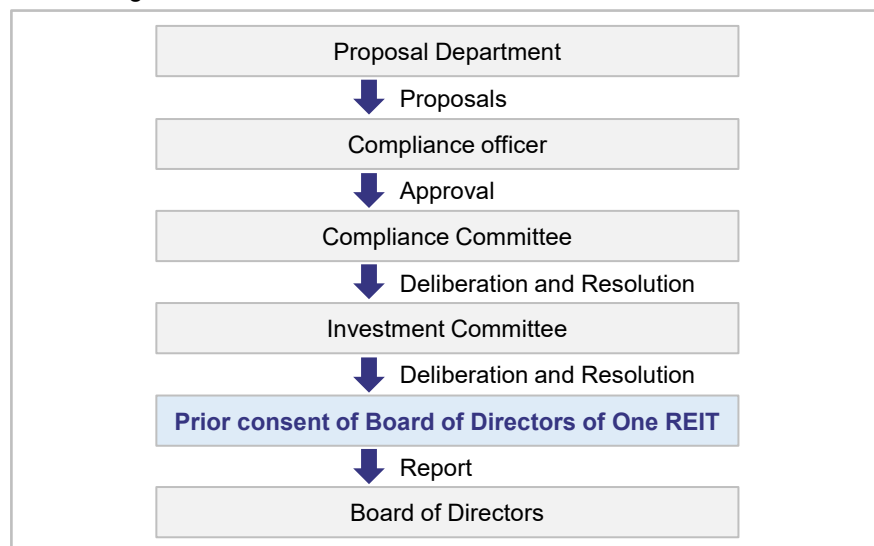 Proposal Department
Proposals
Compliance officer
Approval
Compliance Committee
Deliberation and Resolution
Investment Committee
Deliberation and Resolution
Prior consent of Board of Directors of One REIT
Report
Board of Directors